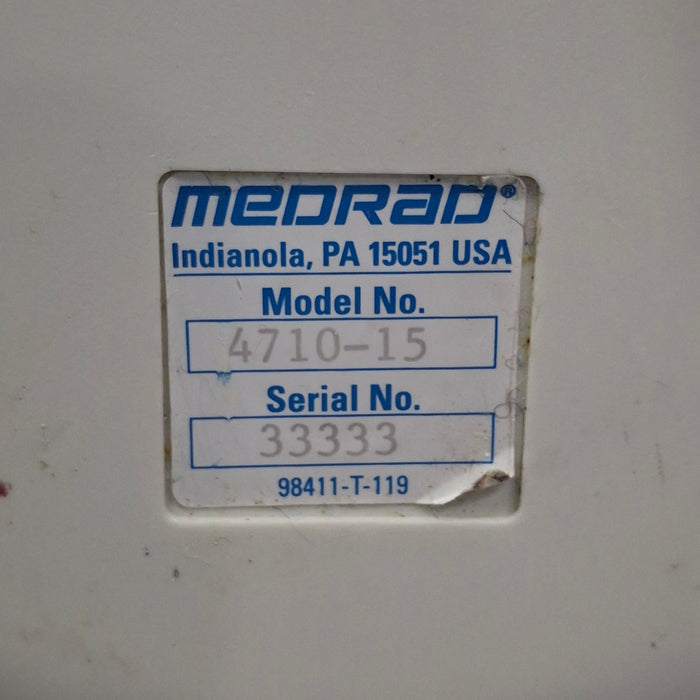 MEDRAD®
Indianola, PA 15051 USA
Model No.
4710-15
Serial No.
33333
98411-T-119